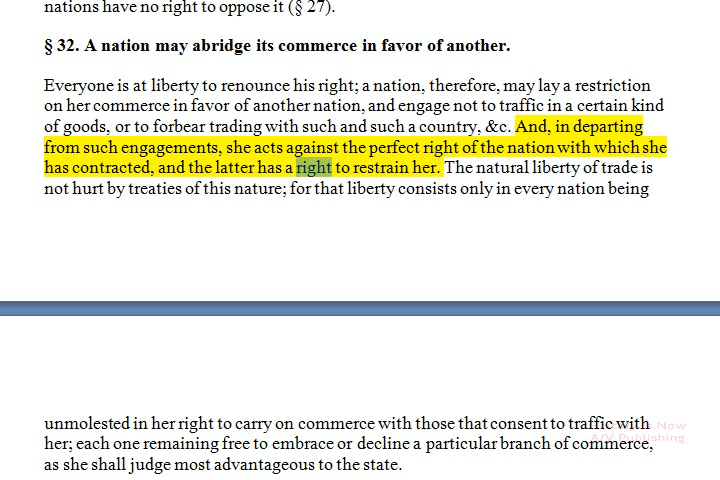 nations have no right to oppose it (§ 27).
§ 32. A nation may abridge its commerce in favor of another.
Everyone is at liberty to renounce his right; a nation, therefore, may lay a restriction
on her commerce in favor of another nation, and engage not to traffic in a certain kind
of goods, or to forbear trading with such and such a country, &c. And, in departing
from such engagements, she acts against the perfect right of the nation with which she
has contracted, and the latter has a right to restrain her. The natural liberty of trade is
not hurt by treaties of this nature; for that liberty consists only in every nation being
unmolested in her right to carry on commerce with those that consent to traffic with
her; each one remaining free to embrace or decline a particular branch of commerce,
as she shall judge most advantageous to the state.
Now
A/V Publishing